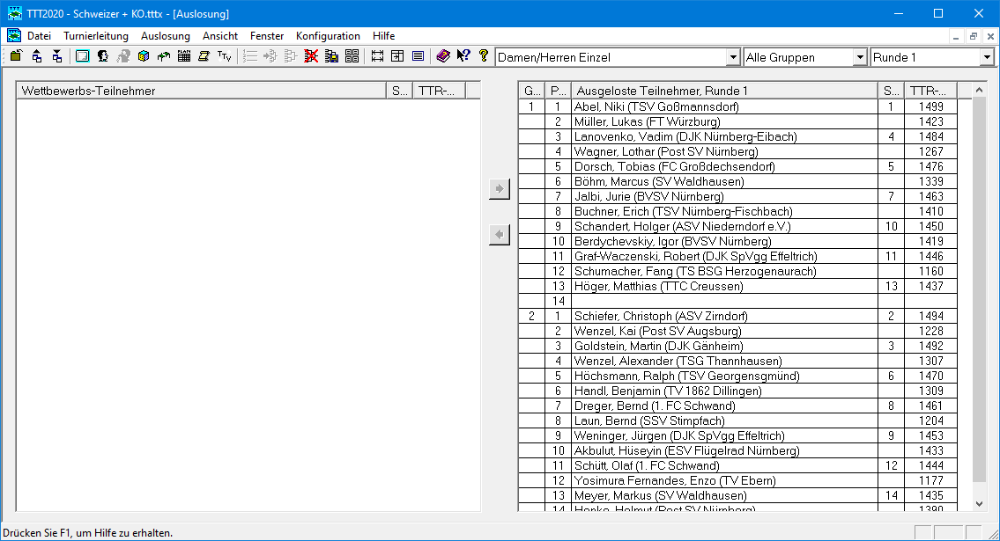 TTT2020 - Schweizer + KO.tttx - [Auslosung]
Datei Turnierleitung Auslosung Ansicht Fenster Konfiguration Hilfe
Damen/Herren Einzel Alle Gruppen Runde 1
Wettbewerbs-Teilnehmer S... TTR-...
G... P... Ausgeloste Teilnehmer, Runde 1 S... TTR-...
1 1 Abel, Niki (TSV Goßmannsdorf) 1 1499
2 Müller, Lukas (FT Würzburg) 1423
3 Lanovenko, Vadim (DJK Nürnberg-Eibach) 4 1484
4 Wagner, Lothar (Post SV Nürnberg) 1267
5 Dorsch, Tobias (FC Großdechsendorf) 5 1476
6 Böhm, Marcus (SV Waldhausen) 1339
7 Jalbi, Jurie (BVSV Nürnberg) 7 1463
8 Buchner, Erich (TSV Nürnberg-Fischbach) 1410
9 Schandert, Holger (ASV Niederndorf e.V.) 10 1450
10 Berdychevskiy, Igor (BVSV Nürnberg) 1419
11 Graf-Waczenski, Robert (DJK SpVgg Effeltrich) 11 1446
12 Schumacher, Fang (TS BSG Herzogenaurach) 1160
13 Höger, Matthias (TTC Creussen) 13 1437
14
2 1 Schiefer, Christoph (ASV Zirndorf) 2 1494
2 Wenzel, Kai (Post SV Augsburg) 1228
3 Goldstein, Martin (DJK Gänheim) 3 1492
4 Wenzel, Alexander (TSG Thannhausen) 1307
5 Höchsmann, Ralph (TSV Georgensgmünd) 6 1470
6 Handl, Benjamin (TV 1862 Dillingen) 1309
7 Dreger, Bernd (1. FC Schwand) 8 1461
8 Laun, Bernd (SSV Stimpfach) 1204
9 Weninger, Jürgen (DJK SpVgg Effeltrich) 9 1453
10 Akbulut, Hüseyin (ESV Flügelrad Nürnberg) 1433
11 Schütt, Olaf (1. FC Schwand) 12 1444
12 Yosimura Fernandes, Enzo (TV Ebern) 1177
13 Meyer, Markus (SV Waldhausen) 14 1435
14 Helmut (Post SV Nürnberg) 1390
Drücken Sie F1, um Hilfe zu erhalten.